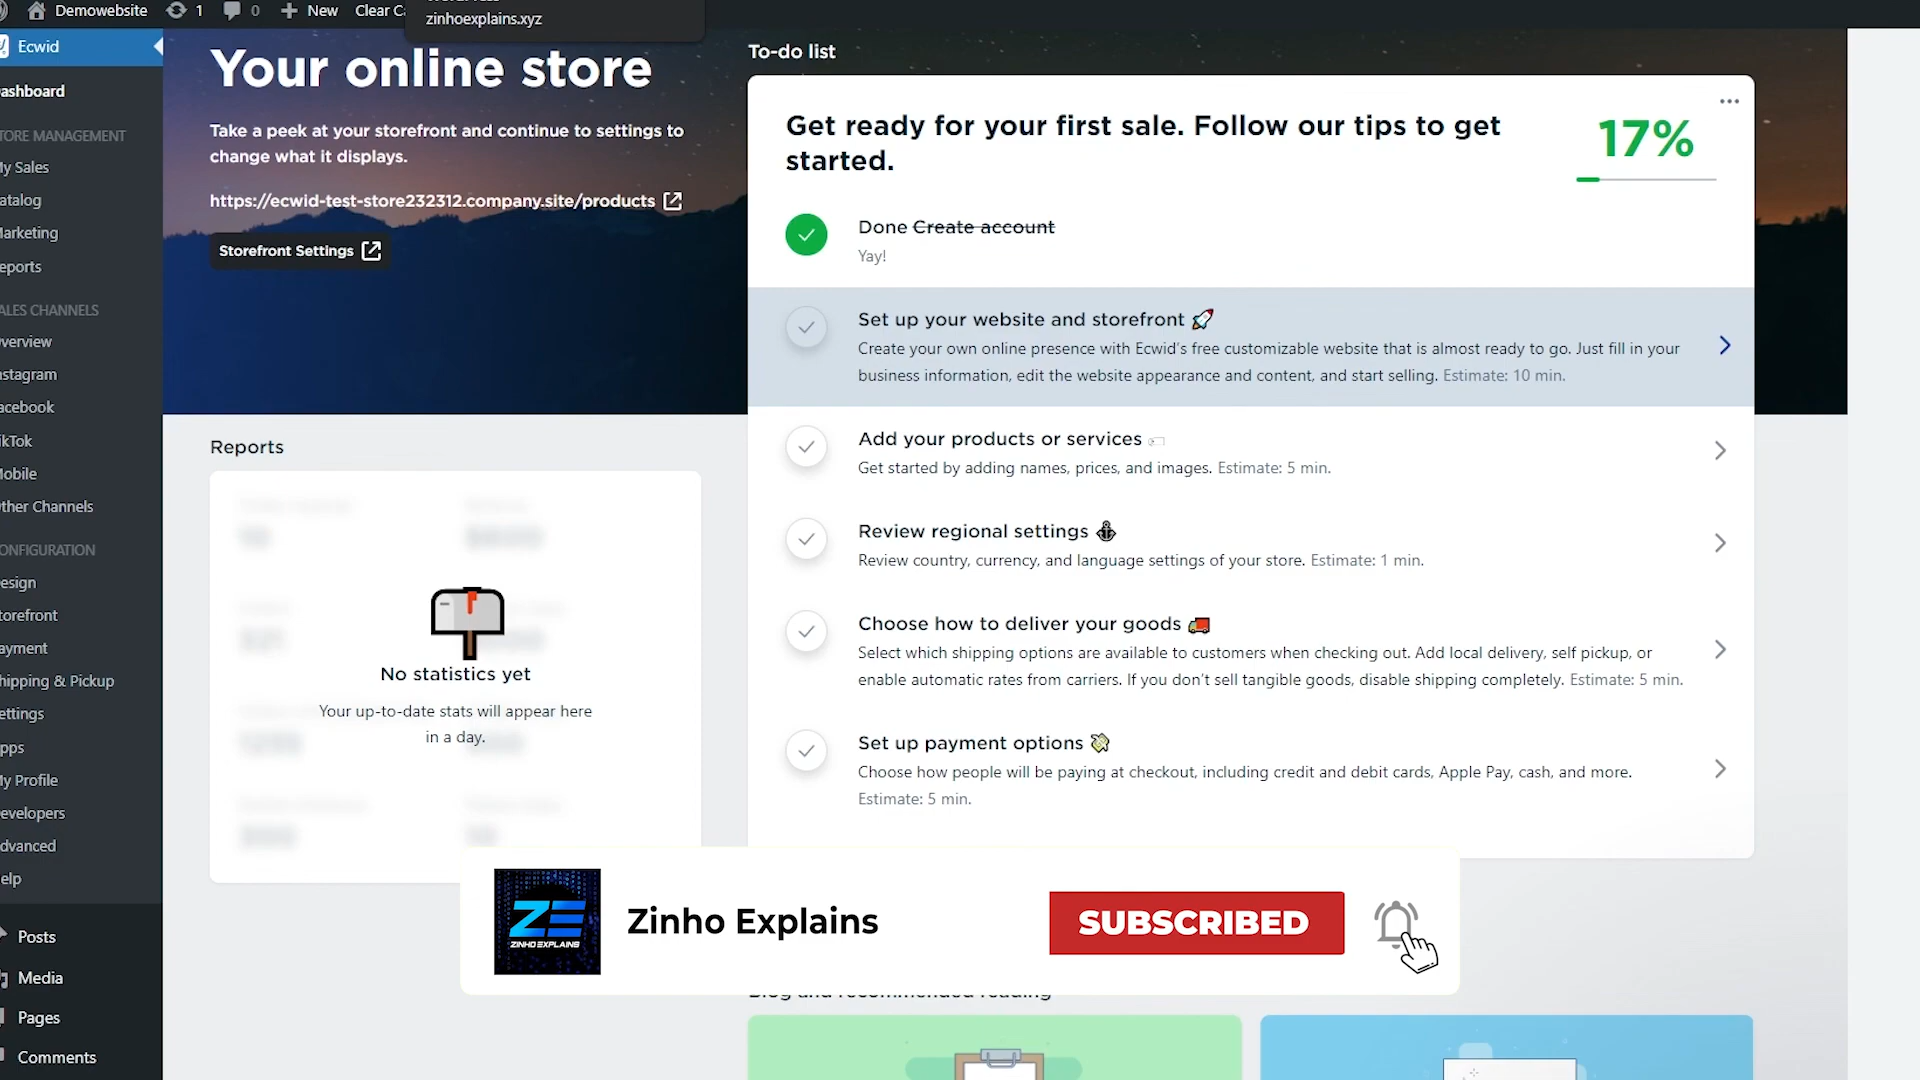 Demowebsite 1 0 New Clear Ca
zinhoexplains.xyz
Ecwid
ashboard
TORE MANAGEMENT
y Sales
atalog
arketing
eports
ALES CHANNELS
verview
nstagram
acebook
ikTok
obile
ther Channels
ONFIGURATION
esign
torefront
ayment
hipping & Pickup
ettings
pps
y Profile
evelopers
dvanced
elp
Posts
Media
Pages
Comments
Your online store
Take a peek at your storefront and continue to settings to
change what it displays.
https://ecwid-test-store232312.company.site/products
Storefront Settings
Reports
No statistics yet
Your up-to-date stats will appear here
in a day.
To-do list
Get ready for your first sale. Follow our tips to get
started.
17%
Done Create account
Yay!
Set up your website and storefront 🚀
Create your own online presence with Ecwid's free customizable website that is almost ready to go. Just fill in your
business information, edit the website appearance and content, and start selling. Estimate: 10 min.
Add your products or services
Get started by adding names, prices, and images. Estimate: 5 min.
Review regional settings
Review country, currency, and language settings of your store. Estimate: 1 min.
Choose how to deliver your goods 🚚
Select which shipping options are available to customers when checking out. Add local delivery, self pickup, or
enable automatic rates from carriers. If you don't sell tangible goods, disable shipping completely. Estimate: 5 min.
Set up payment options 💸
Choose how people will be paying at checkout, including credit and debit cards, Apple Pay, cash, and more.
Estimate: 5 min.
ZE
ZINHO EXPLAINS
Zinho Explains
SUBSCRIBED
Blog and recommended reading